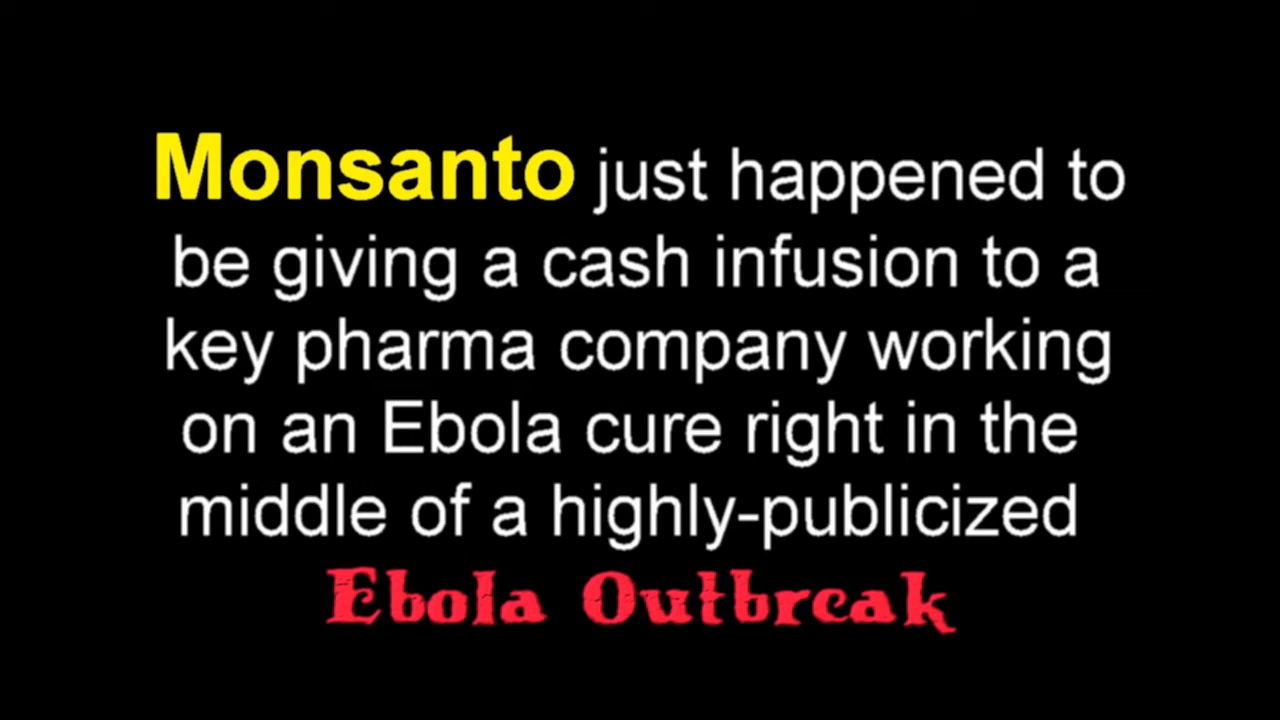 Monsanto just happened to
be giving a cash infusion to a
key pharma company working
on an Ebola cure right in the
middle of a highly-publicized
Ebola Outbreak